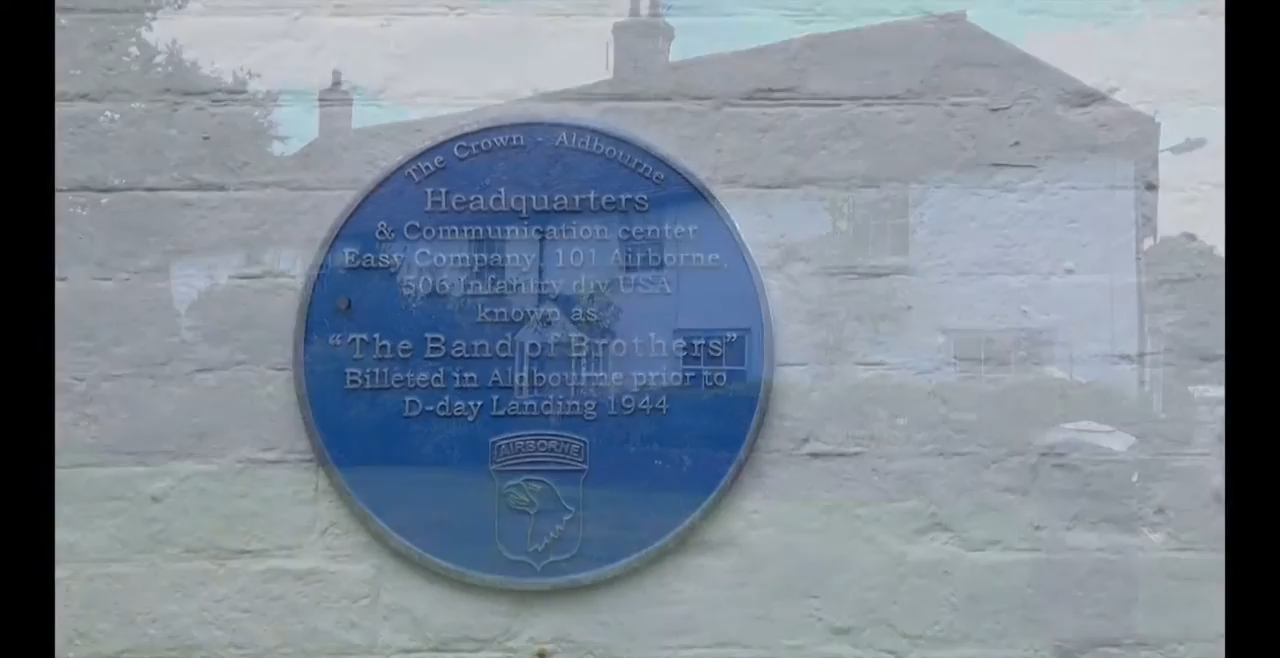 The Crown - Aldbourne
Headquarters
& Communication center
Easy Company, 101 Airborne,
506 Infantry div USA
known as
"The Band of Brothers"
Billeted in Aldbourne prior to
D-day Landing 1944
AIRBORNE